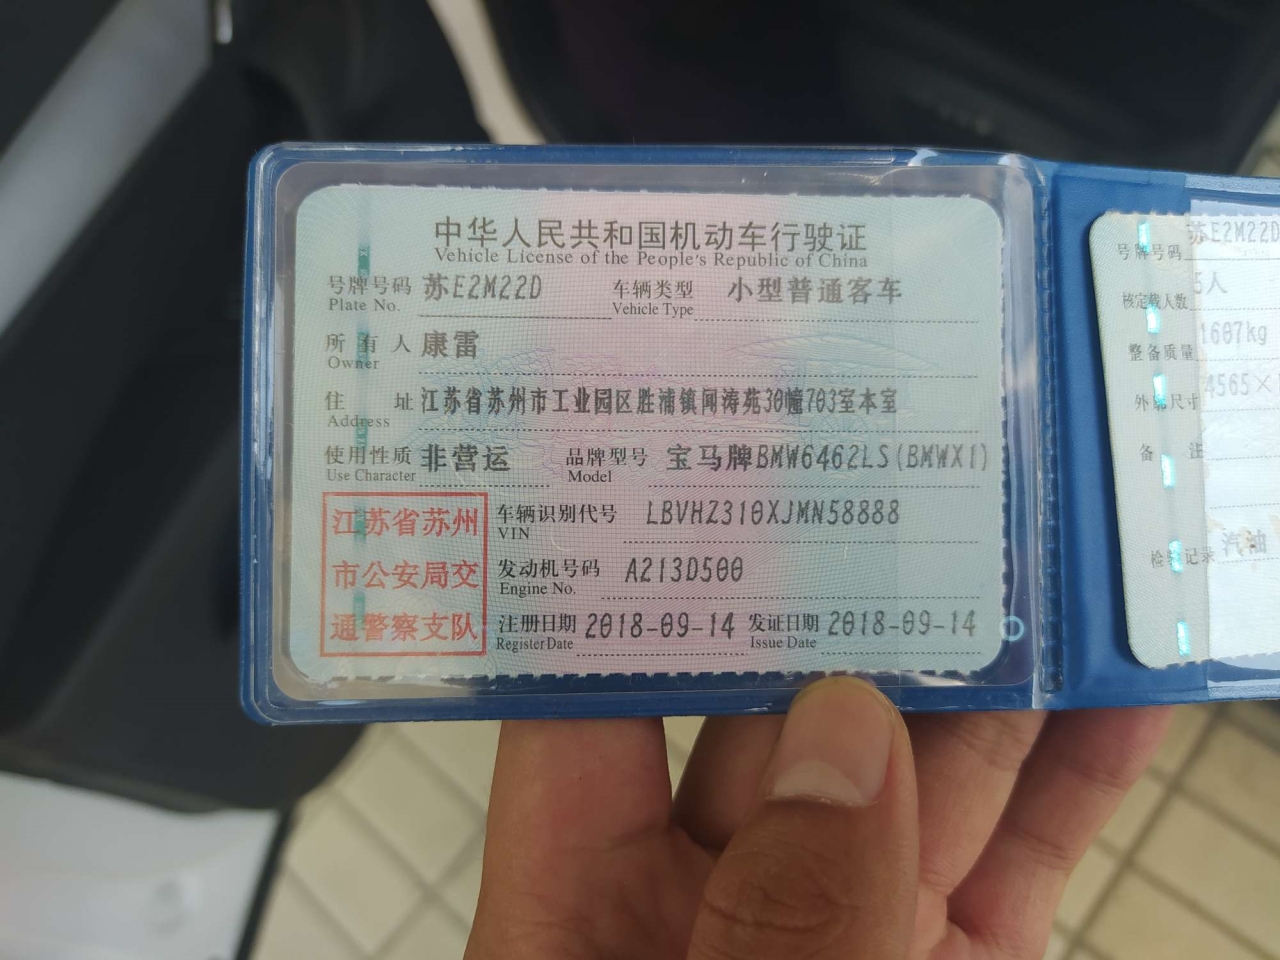 中华人民共和国机动车行驶证
Vehicle License of the People's Republic of China
号牌号码 苏E2M22D 车辆类型 小型普通客车
Plate No. Vehicle Type
所有人 康雷
Owner
住址 江苏省苏州市工业园区胜浦镇闻涛苑30幢703室本室
Address
使用性质 非营运 品牌型号 宝马牌BMW6462LS(BMWX1)
Use Character Model
江苏省苏州
市公安局交
通警察支队
车辆识别代号 LBVHZ310XJMN58888
VIN
发动机号码 A213D500
Engine No.
注册日期 2018-09-14 发证日期 2018-09-14
Register Date Issue Date
号牌号码 苏E2M22D
核定载人数 5人
整备质量 1607kg
外廓尺寸 4565×
备注
检验记录 汽油